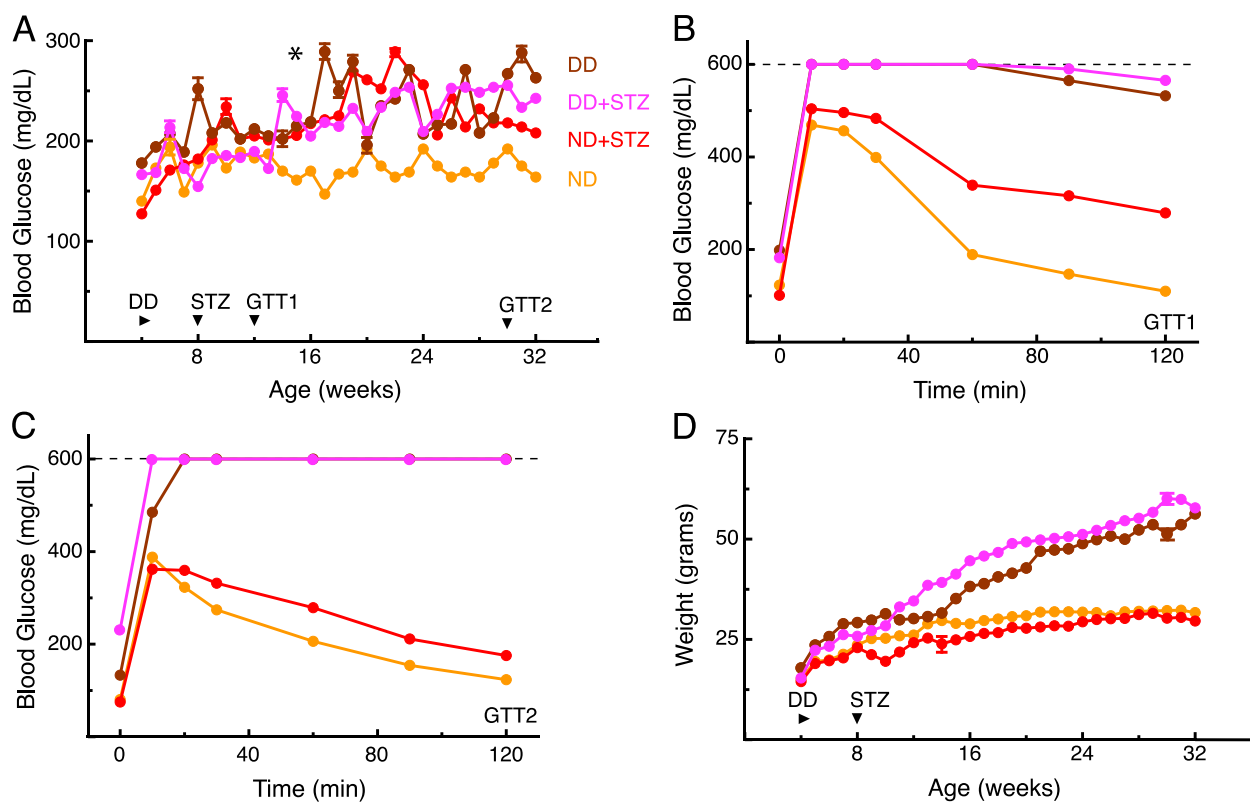 A
Blood Glucose (mg/dL)
300
200
100
*
DD
DD+STZ
ND+STZ
ND
DD
STZ
GTT1
GTT2
8
16
24
32
Age (weeks)
B
Blood Glucose (mg/dL)
600
400
200
GTT1
0
40
80
120
Time (min)
C
Blood Glucose (mg/dL)
600
400
200
GTT2
0
40
80
120
Time (min)
D
Weight (grams)
75
50
25
DD
STZ
8
16
24
32
Age (weeks)